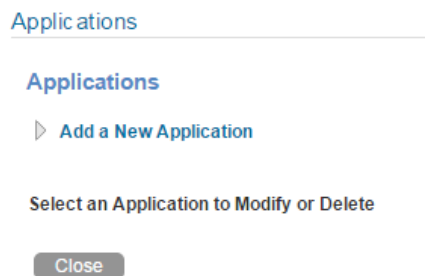 Applications
Applications
Add a New Application
Select an Application to Modify or Delete
Close